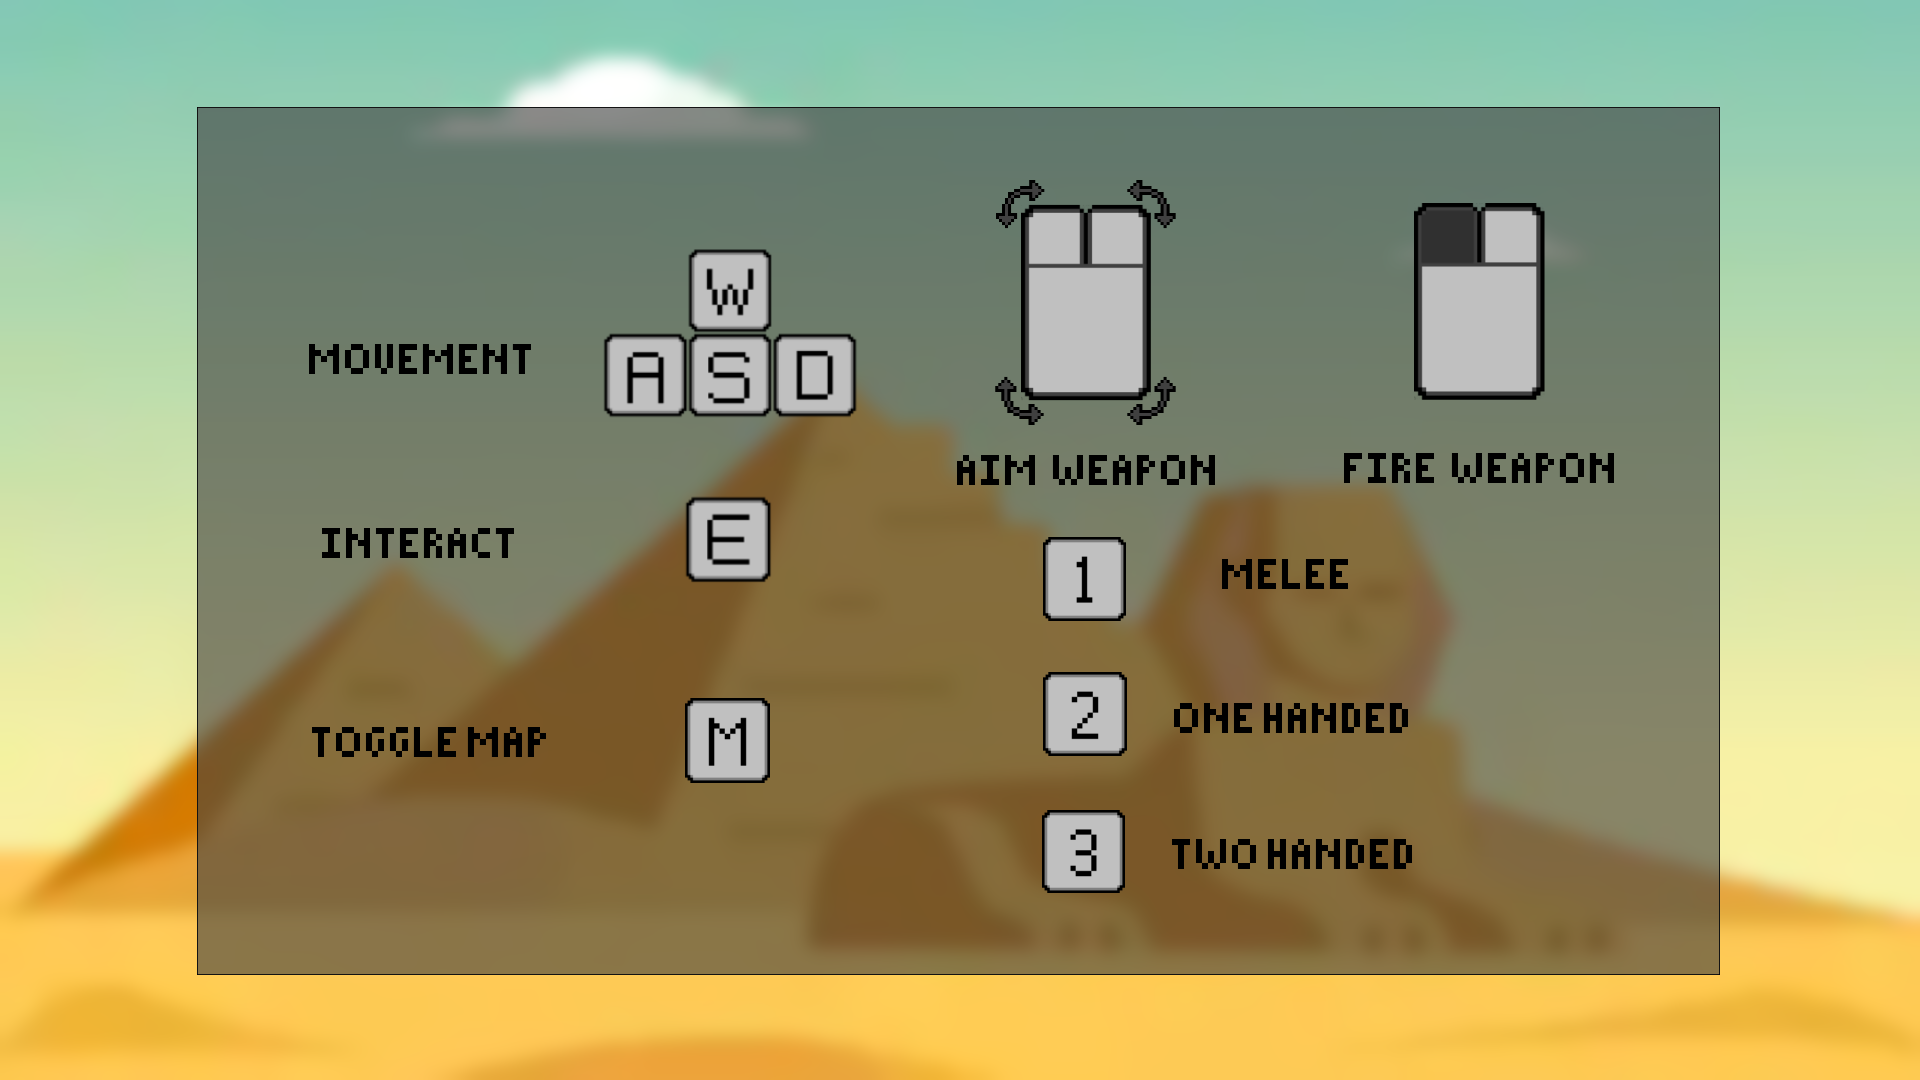 W
MOVEMENT
A S D
AIM WEAPON
FIRE WEAPON
INTERACT
E
1
MELEE
2
ONE HANDED
TOGGLE MAP
M
3
TWO HANDED